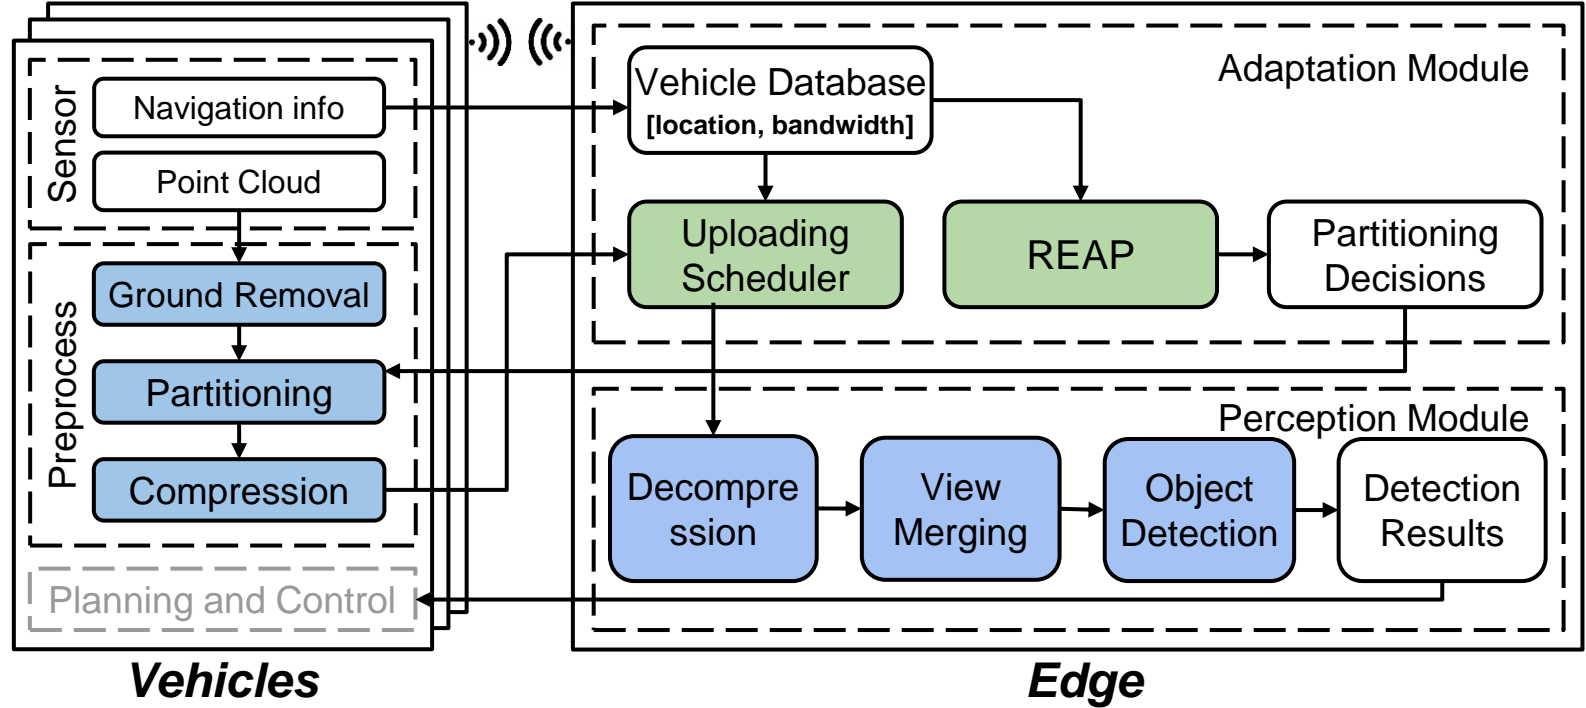 Sensor
Navigation info
Point Cloud
Preprocess
Ground Removal
Partitioning
Compression
Planning and Control
Vehicles
Adaptation Module
Vehicle Database
[location, bandwidth]
Uploading
Scheduler
REAP
Partitioning
Decisions
Perception Module
Decompre
ssion
View
Merging
Object
Detection
Detection
Results
Edge